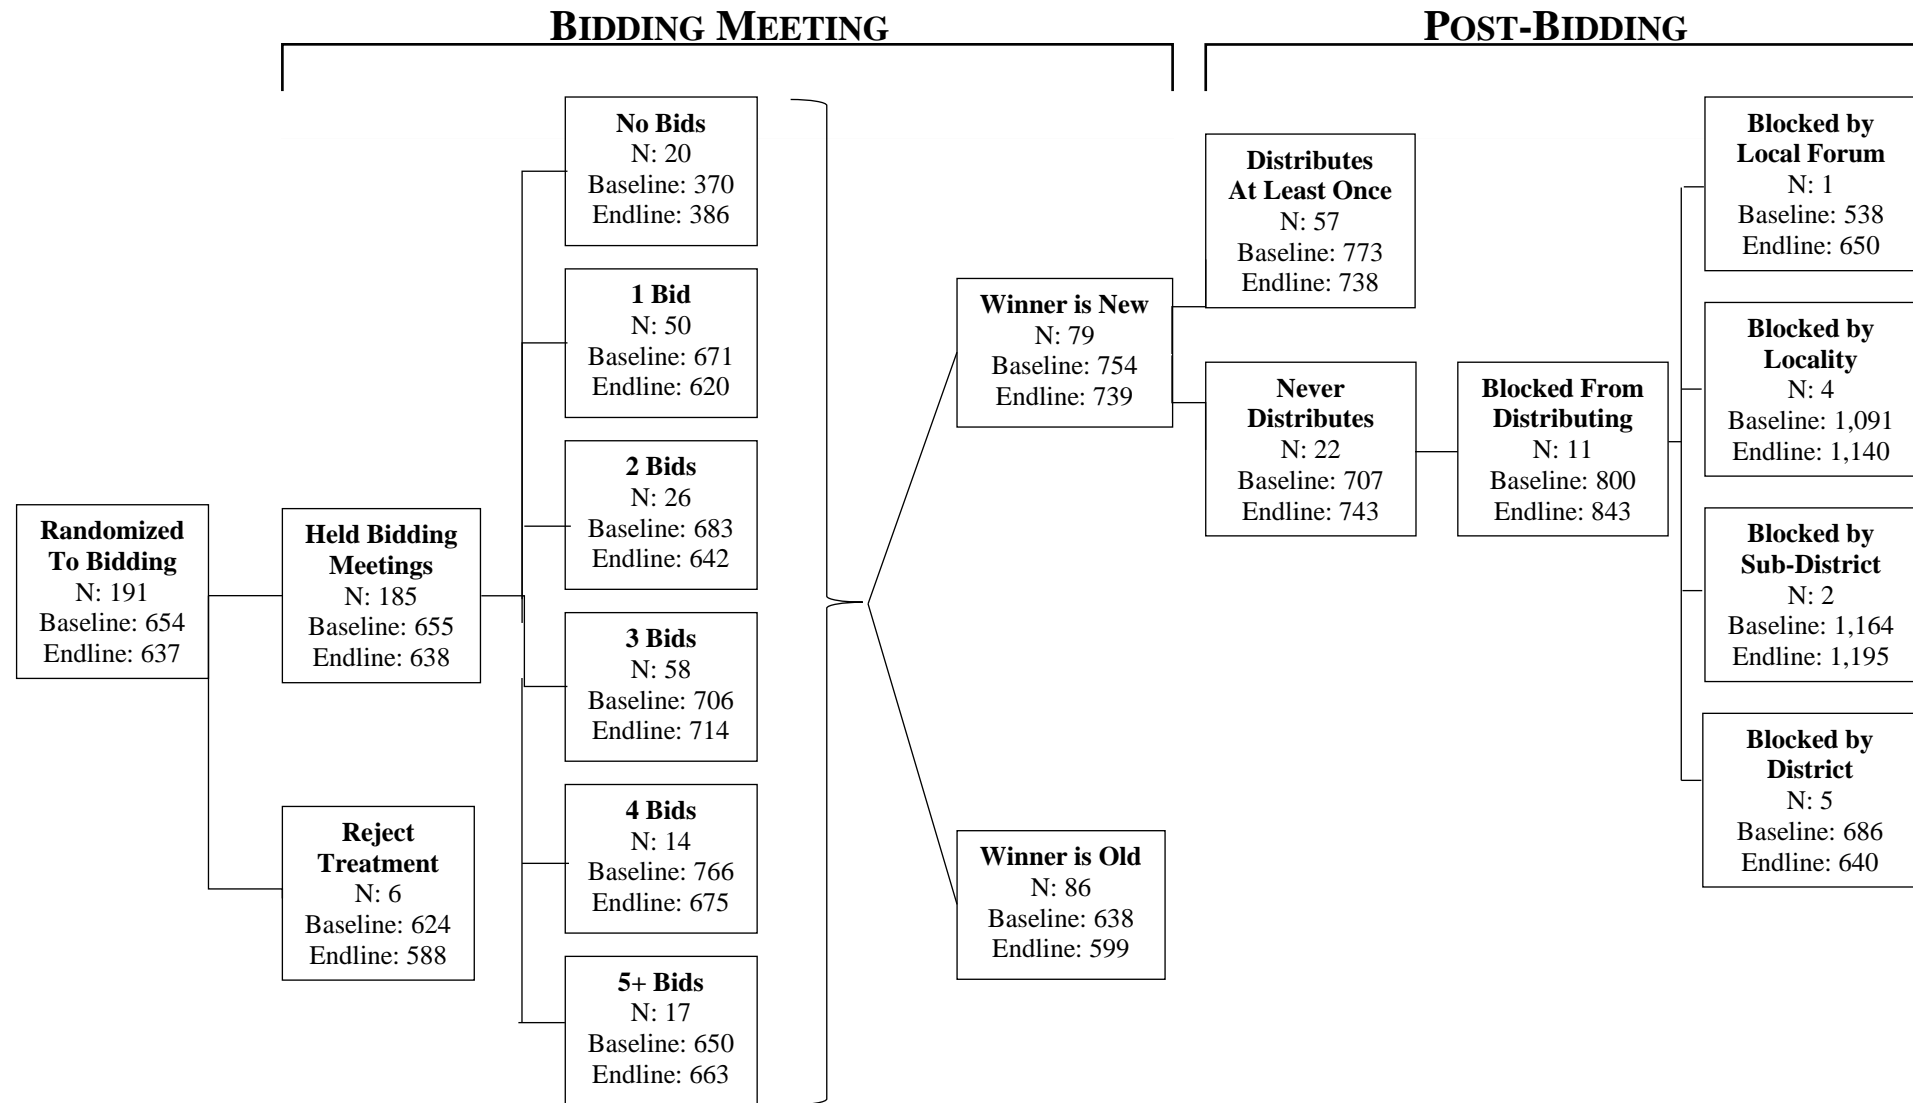 BIDDING MEETING
POST-BIDDING
Randomized
To Bidding
N: 191
Baseline: 654
Endline: 637
Held Bidding
Meetings
N: 185
Baseline: 655
Endline: 638
Reject
Treatment
N: 6
Baseline: 624
Endline: 588
No Bids
N: 20
Baseline: 370
Endline: 386
1 Bid
N: 50
Baseline: 671
Endline: 620
2 Bids
N: 26
Baseline: 683
Endline: 642
3 Bids
N: 58
Baseline: 706
Endline: 714
4 Bids
N: 14
Baseline: 766
Endline: 675
5+ Bids
N: 17
Baseline: 650
Endline: 663
Winner is New
N: 79
Baseline: 754
Endline: 739
Winner is Old
N: 86
Baseline: 638
Endline: 599
Distributes
At Least Once
N: 57
Baseline: 773
Endline: 738
Never
Distributes
N: 22
Baseline: 707
Endline: 743
Blocked From
Distributing
N: 11
Baseline: 800
Endline: 843
Blocked by
Local Forum
N: 1
Baseline: 538
Endline: 650
Blocked by
Locality
N: 4
Baseline: 1,091
Endline: 1,140
Blocked by
Sub-District
N: 2
Baseline: 1,164
Endline: 1,195
Blocked by
District
N: 5
Baseline: 686
Endline: 640